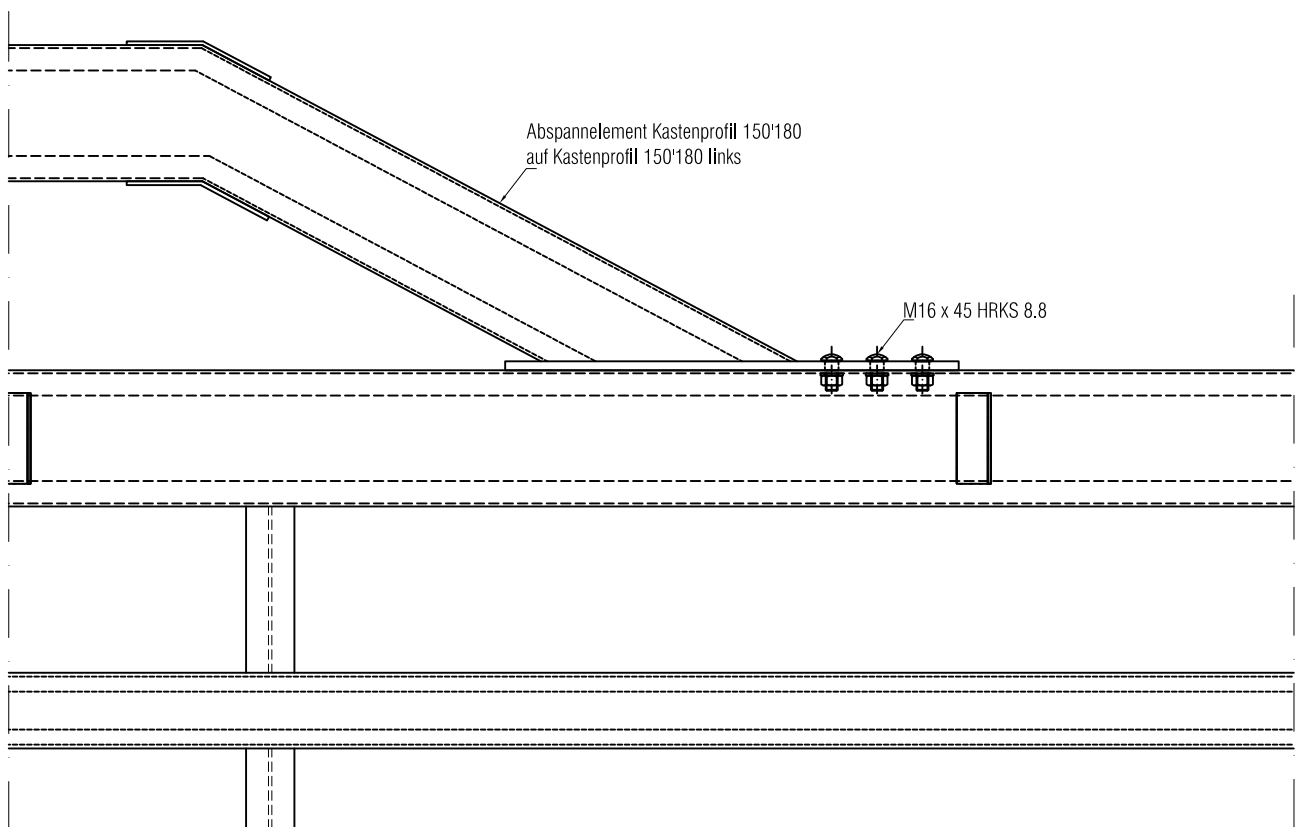 Abspannelement Kastenprofil 150'180
auf Kastenprofil 150'180 links
M16 x 45 HRKS 8.8